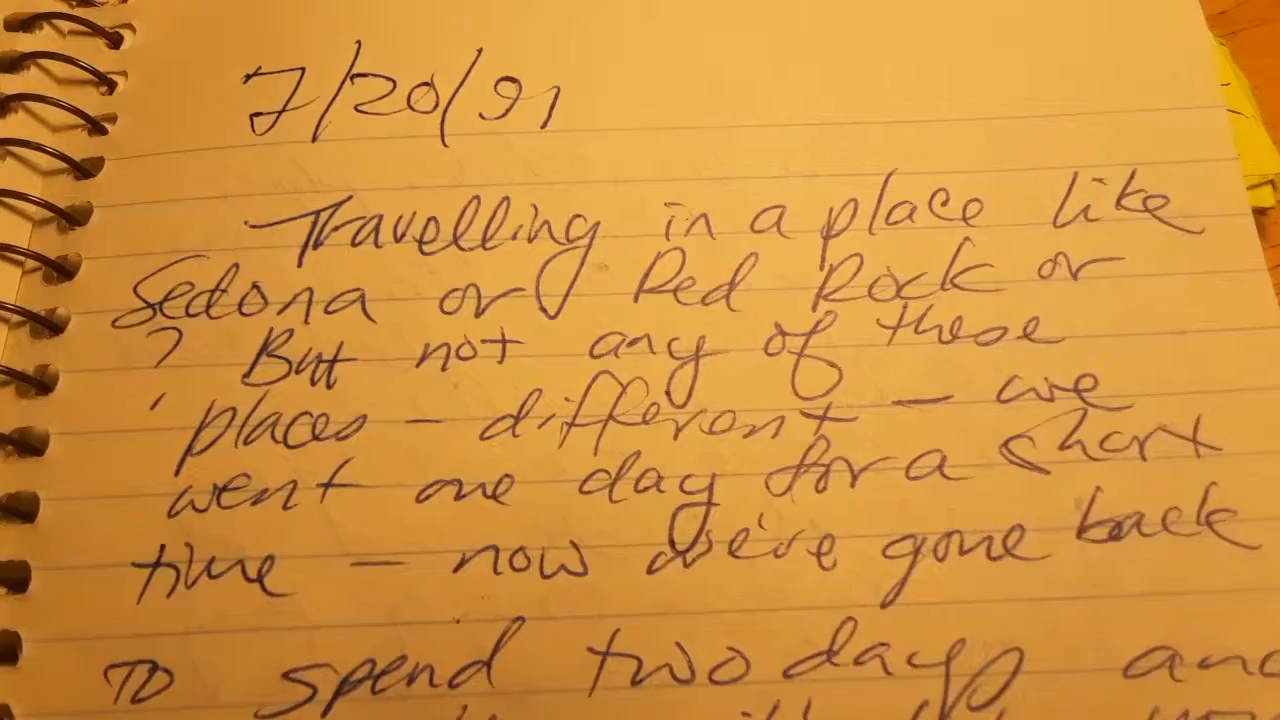 7/20/91
Travelling in a place like
Sedona or Red Rock or
? But not any of these
places - different - we
went one day for a short
time - now we've gone back
to spend two days and